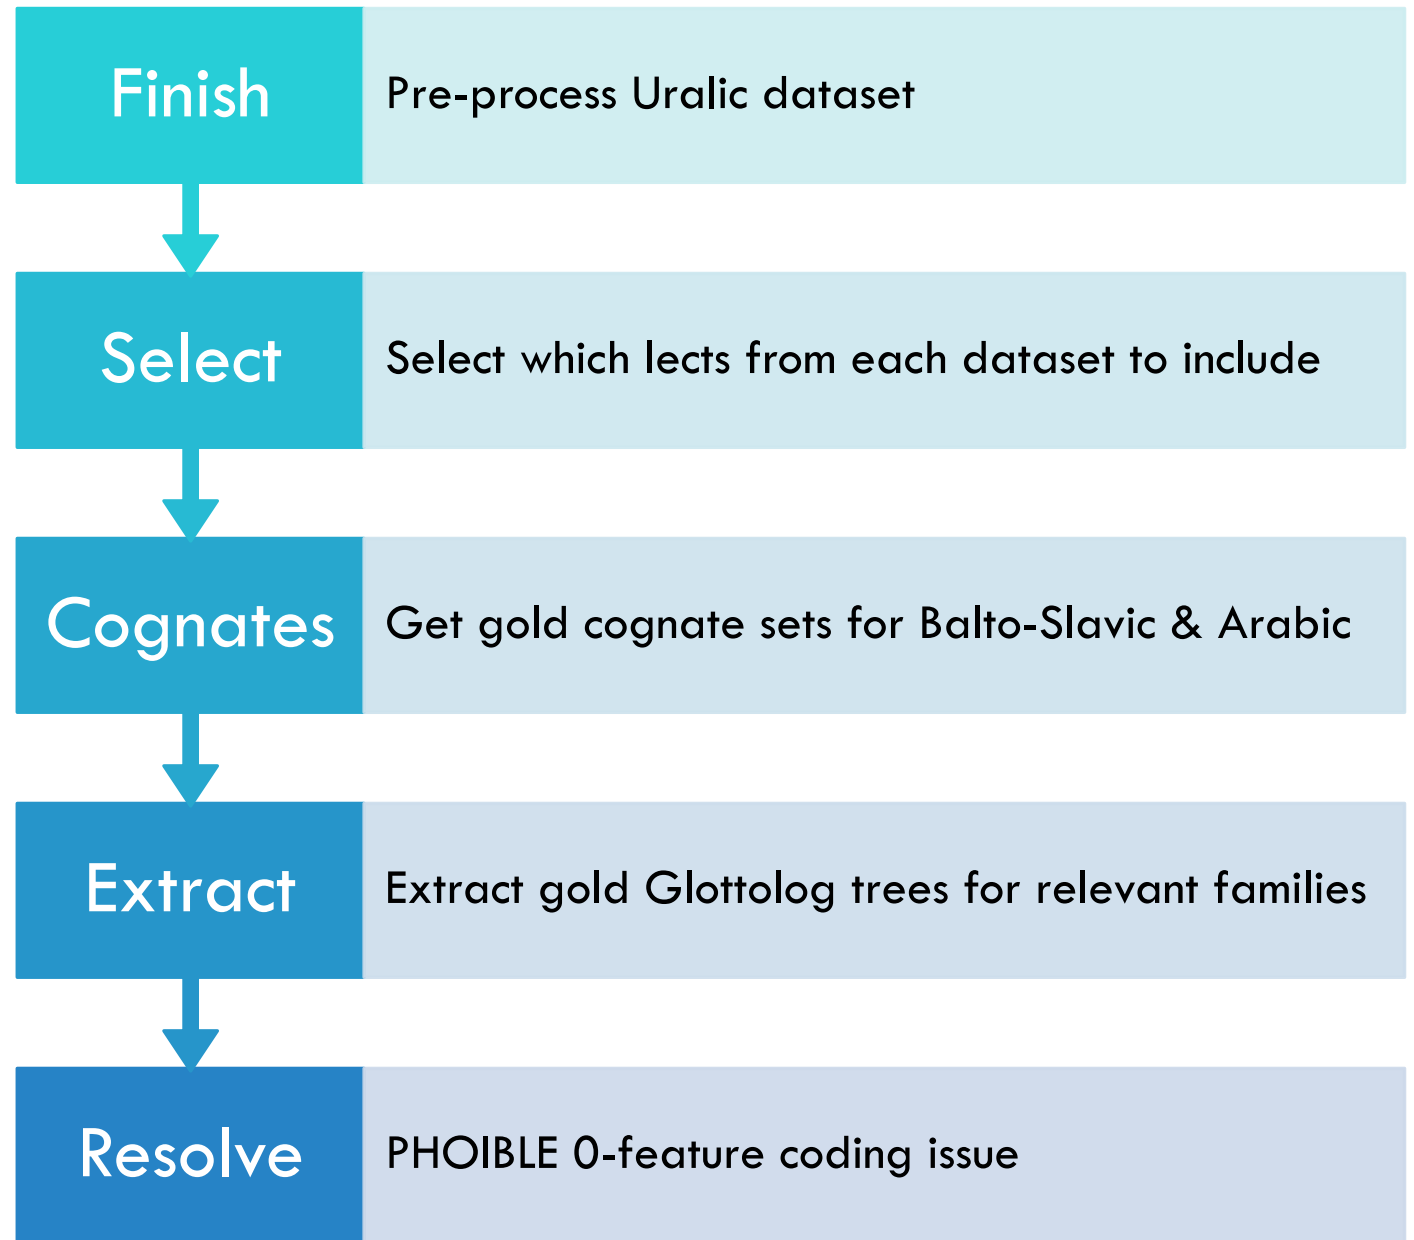 Finish
Pre-process Uralic dataset
Select
Select which lects from each dataset to include
Cognates
Get gold cognate sets for Balto-Slavic & Arabic
Extract
Extract gold Glottolog trees for relevant families
Resolve
PHOIBLE 0-feature coding issue